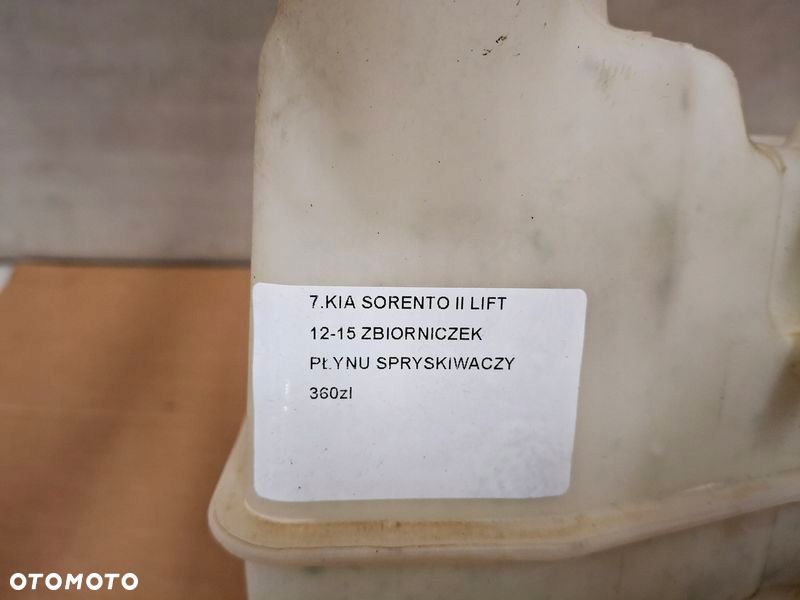 7.KIA SORENTO II LIFT
12-15 ZBIORNICZEK
PŁYNU SPRYSKIWACZY
360zl
OTOMOTO